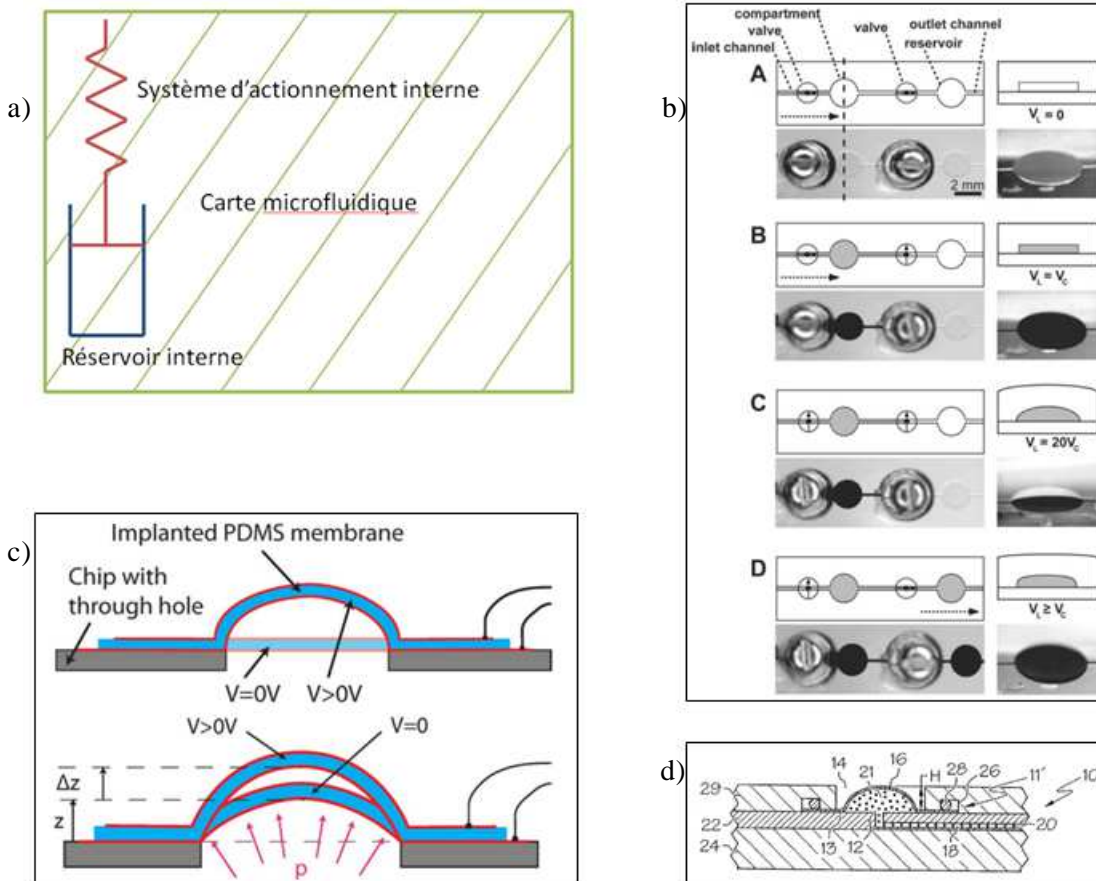 a)
Système d'actionnement interne
Carte microfluidique
Réservoir interne
b)
compartment
valve
inlet channel
valve
outlet channel
reservoir
A
V_L = 0
2 mm
B
V_L = V_C
C
V_L = 20V_C
D
V_L ≥ V_C
c)
Implanted PDMS membrane
Chip with
through hole
V=0V
V>0V
V>0V
V=0
Δz
z
p
d)
14 21 16 H 28 26 11' 10
29
22
24
20
13 12 18